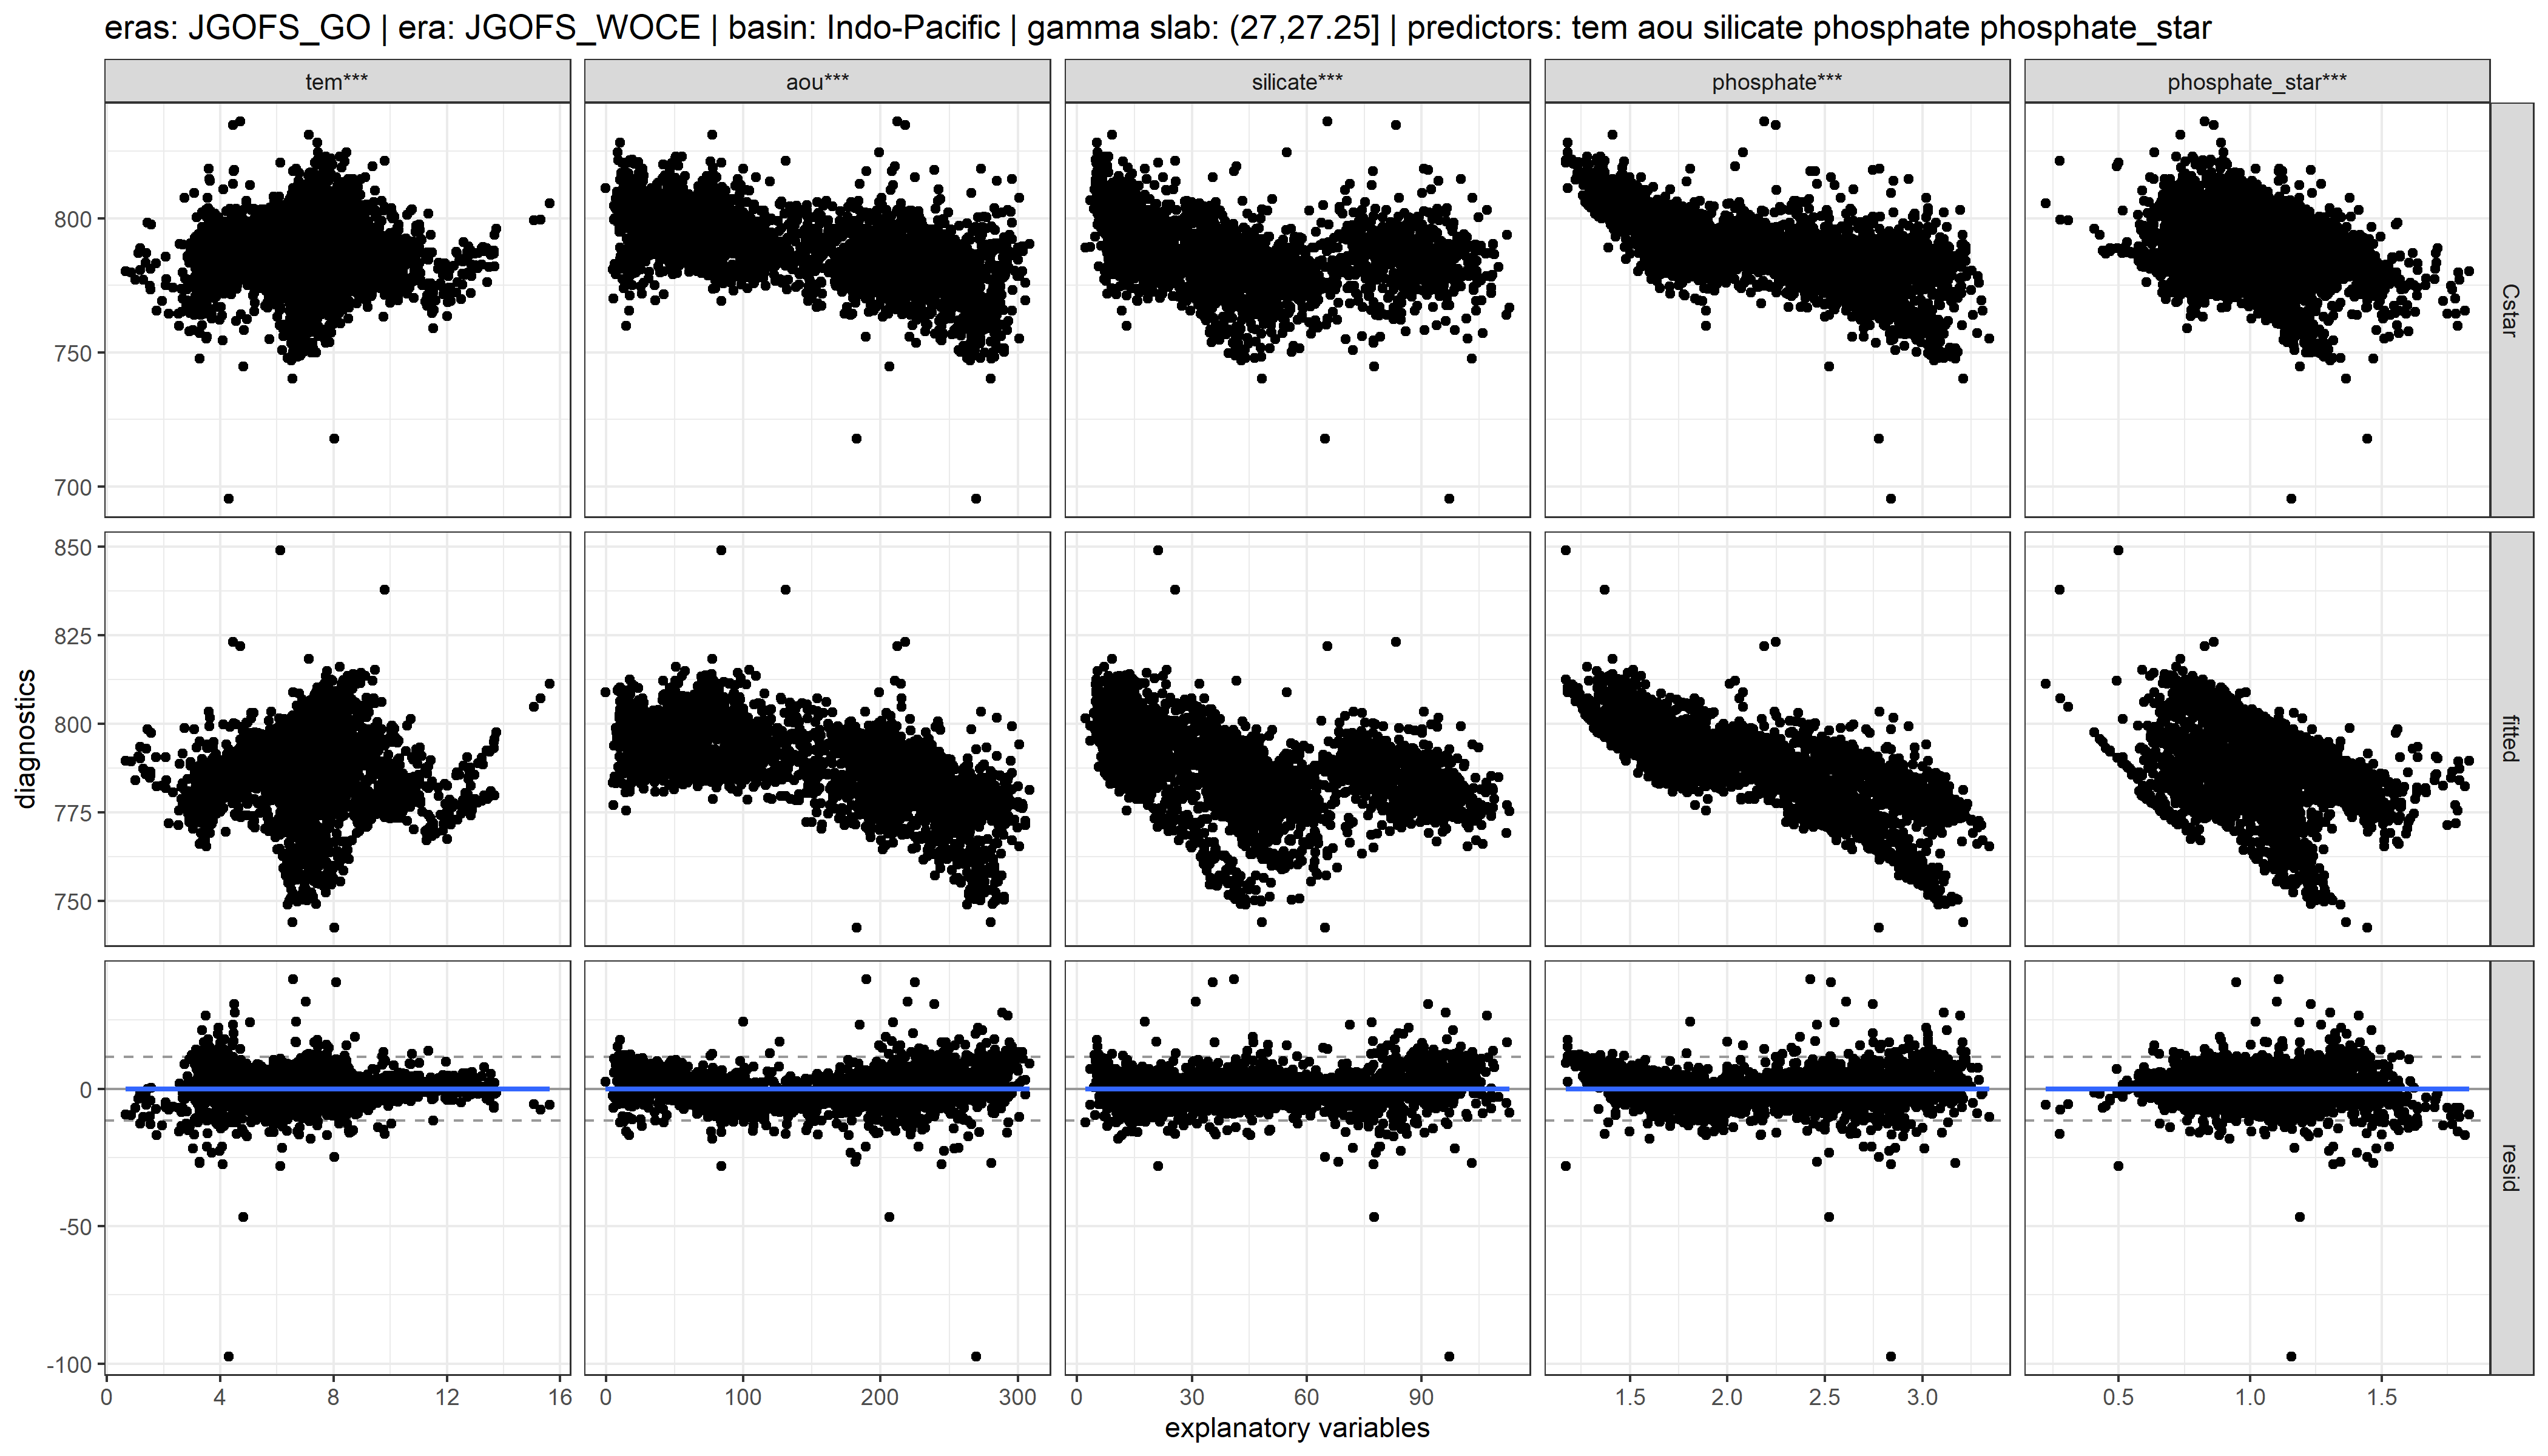 eras: JGOFS_GO | era: JGOFS_WOCE | basin: Indo-Pacific | gamma slab: (27,27.25] | predictors: tem aou silicate phosphate phosphate_star
tem*** aou*** silicate*** phosphate*** phosphate_star***
800
750
700
Cstar
850
825
800
775
750
fitted
diagnostics
0
-50
-100
resid
0 4 8 12 16 0 100 200 300 0 30 60 90 1.5 2.0 2.5 3.0 0.5 1.0 1.5
explanatory variables